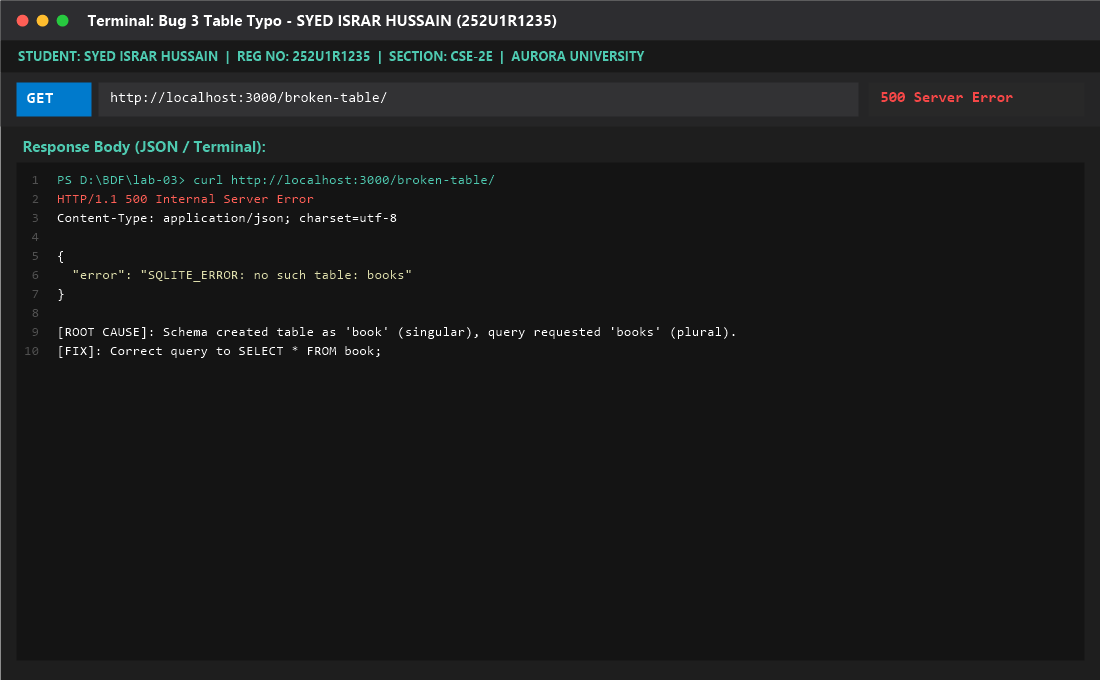 Terminal: Bug 3 Table Typo - SYED ISRAR HUSSAIN (252U1R1235)
STUDENT: SYED ISRAR HUSSAIN | REG NO: 252U1R1235 | SECTION: CSE-2E | AURORA UNIVERSITY
GET http://localhost:3000/broken-table/ 500 Server Error
Response Body (JSON / Terminal):
1 PS D:\BDF\lab-03> curl http://localhost:3000/broken-table/
2 HTTP/1.1 500 Internal Server Error
3 Content-Type: application/json; charset=utf-8
4
5 {
6 "error": "SQLITE_ERROR: no such table: books"
7 }
8
9 [ROOT CAUSE]: Schema created table as 'book' (singular), query requested 'books' (plural).
10 [FIX]: Correct query to SELECT * FROM book;